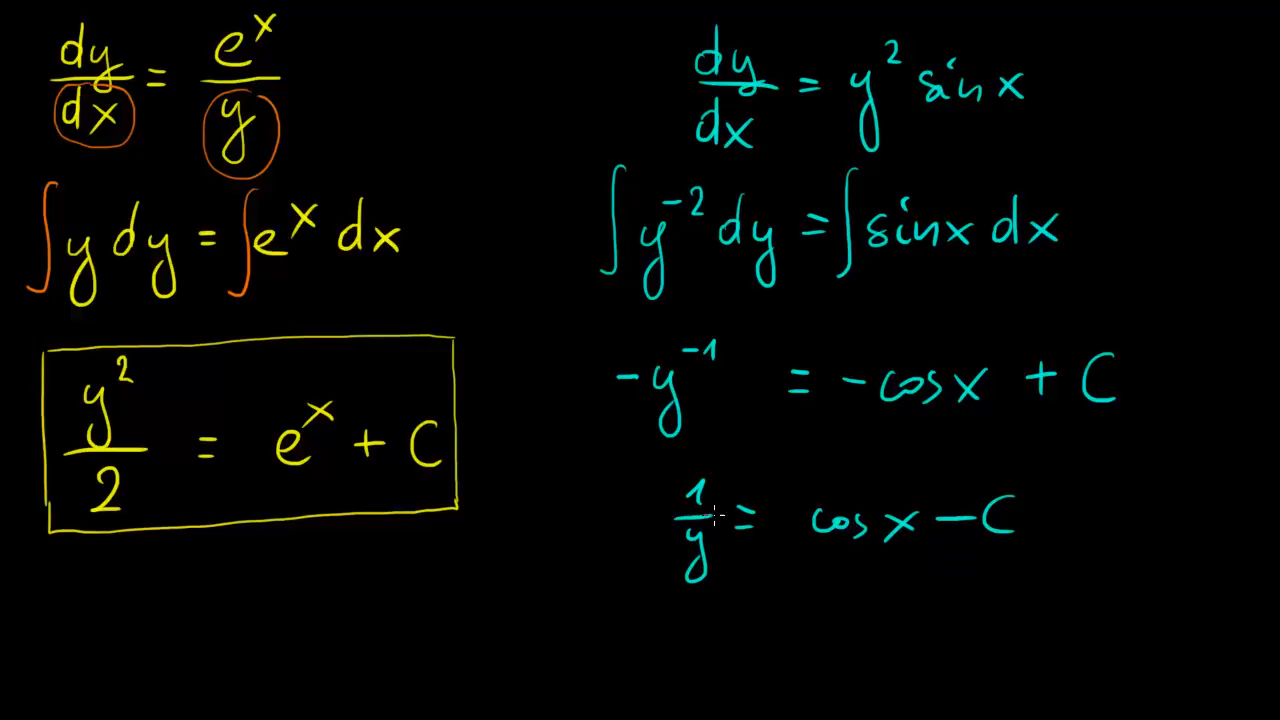 dy/dx = e^x/y
∫ y dy = ∫ e^x dx
y^2/2 = e^x + C
dy/dx = y^2 sin x
∫ y^-2 dy = ∫ sin x dx
-y^-1 = -cos x + C
1/y = cos x - C